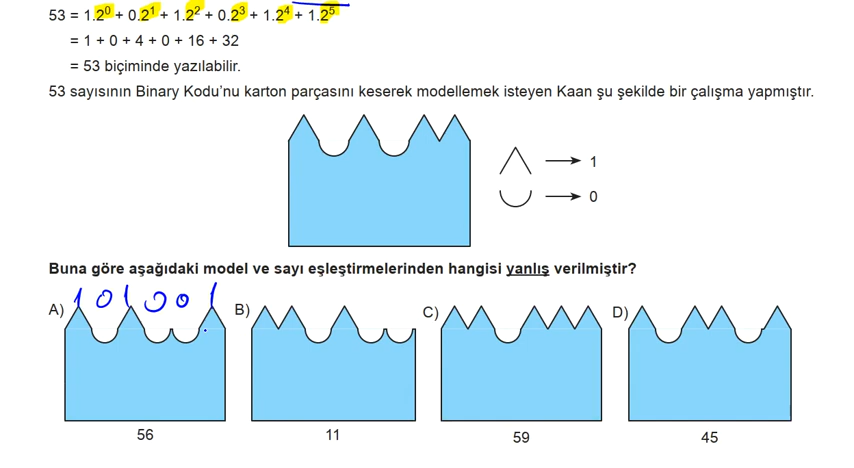 53 = 1.2⁰ + 0.2¹ + 1.2² + 0.2³ + 1.2⁴ + 1.2⁵
= 1 + 0 + 4 + 0 + 16 + 32
= 53 biçiminde yazılabilir.
53 sayısının Binary Kodu'nu karton parçasını keserek modellemek isteyen Kaan şu şekilde bir çalışma yapmıştır.
1
0
Buna göre aşağıdaki model ve sayı eşleştirmelerinden hangisi yanlış verilmiştir?
1 0 1 0 0 1
A) B) C) D)
56 11 59 45